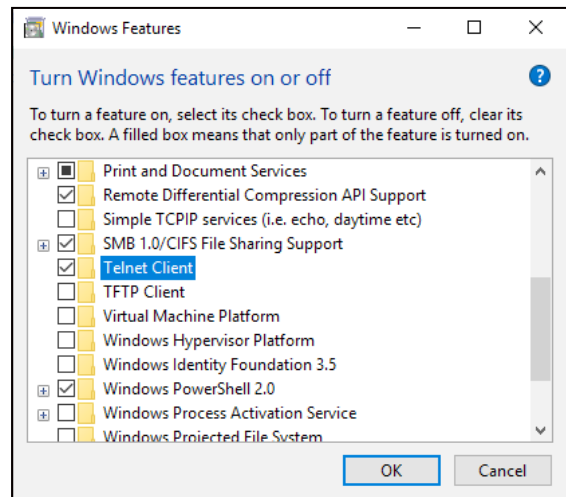 Windows Features
Turn Windows features on or off
?
To turn a feature on, select its check box. To turn a feature off, clear its
check box. A filled box means that only part of the feature is turned on.
Print and Document Services
Remote Differential Compression API Support
Simple TCPIP services (i.e. echo, daytime etc)
SMB 1.0/CIFS File Sharing Support
Telnet Client
TFTP Client
Virtual Machine Platform
Windows Hypervisor Platform
Windows Identity Foundation 3.5
Windows PowerShell 2.0
Windows Process Activation Service
Windows Projected File System
OK Cancel